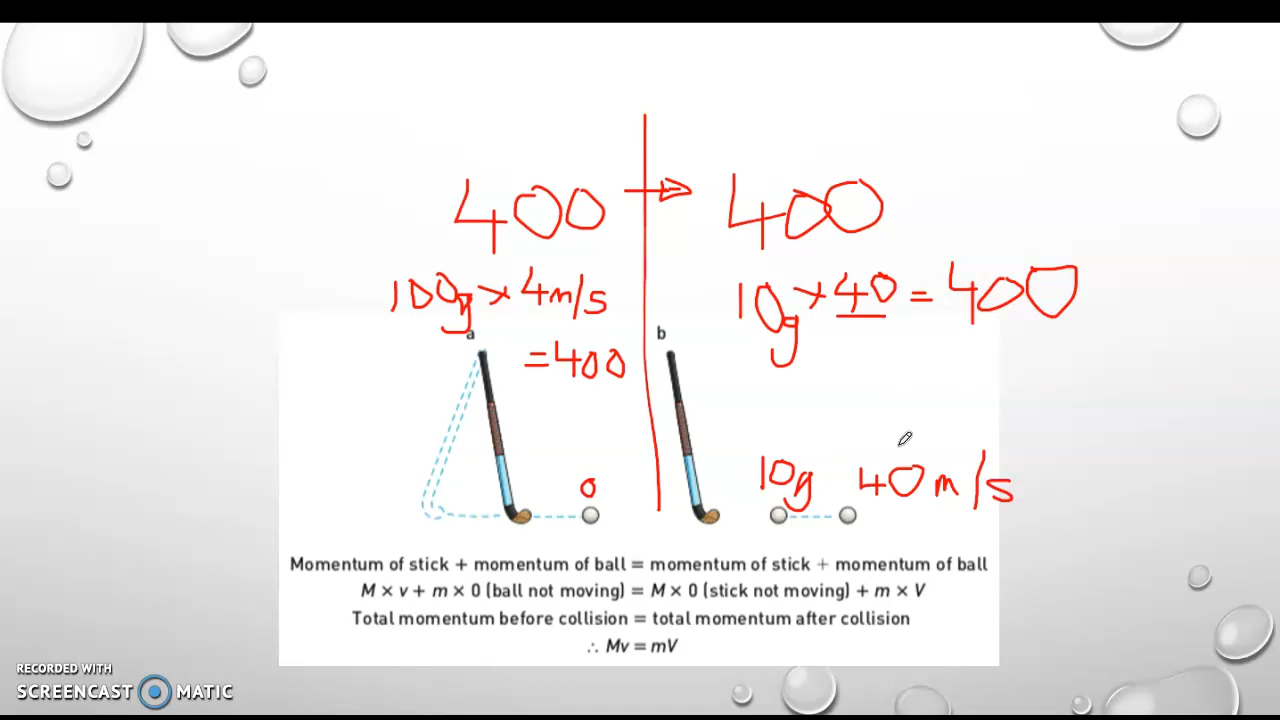 400 → 400
100g × 4m/s
10g × 40 = 400
a
b
= 400
0
10g 40 m/s
Momentum of stick + momentum of ball = momentum of stick + momentum of ball
M × v + m × 0 (ball not moving) = M × 0 (stick not moving) + m × V
Total momentum before collision = total momentum after collision
∴ Mv = mV
RECORDED WITH
SCREENCAST MATIC